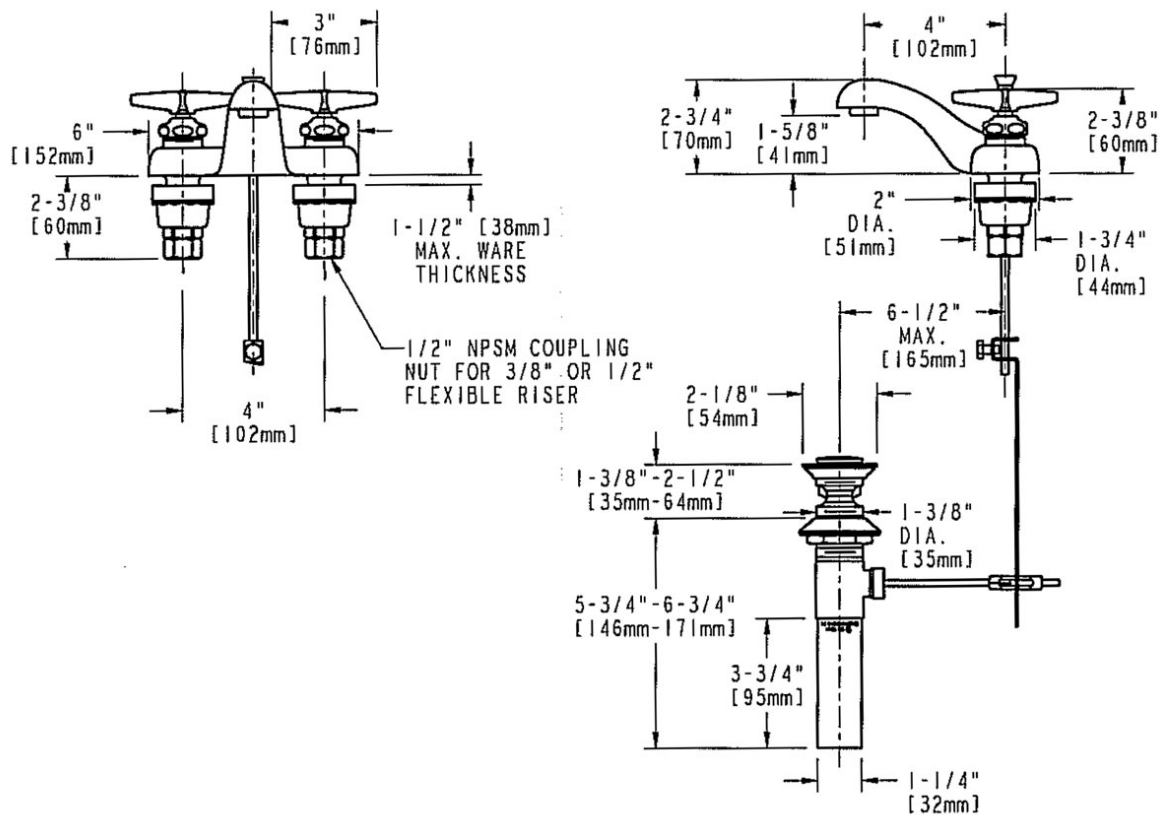 3"
[76mm]
6"
[152mm]
2-3/8"
[60mm]
1-1/2" [38mm]
MAX. WARE
THICKNESS
1/2" NPSM COUPLING
NUT FOR 3/8" OR 1/2"
FLEXIBLE RISER
4"
[102mm]
4"
[102mm]
2-3/4"
[70mm]
1-5/8"
[41mm]
2-3/8"
[60mm]
2"
DIA.
[51mm]
1-3/4"
DIA.
[44mm]
6-1/2"
MAX.
[165mm]
2-1/8"
[54mm]
1-3/8"-2-1/2"
[35mm-64mm]
1-3/8"
DIA.
[35mm]
5-3/4"-6-3/4"
[146mm-171mm]
3-3/4"
[95mm]
1-1/4"
[32mm]